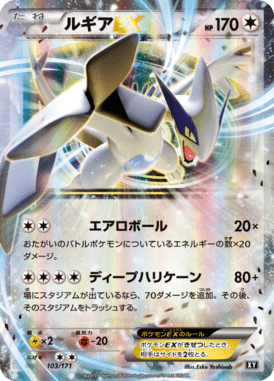 たね
ルギアEX
HP170
エアロボール 20×
おたがいのバトルポケモンについているエネルギーの数×20
ダメージ。
ディープハリケーン 80+
場にスタジアムが出ているなら、70ダメージを追加。その後、
そのスタジアムをトラッシュする。
弱点 ×2
抵抗力 -20
にげる
103/171
ポケモンEXのルール
ポケモンEXがきぜつしたとき、
相手はサイドを2枚とる。
illus.Eske Yoshinob
XY